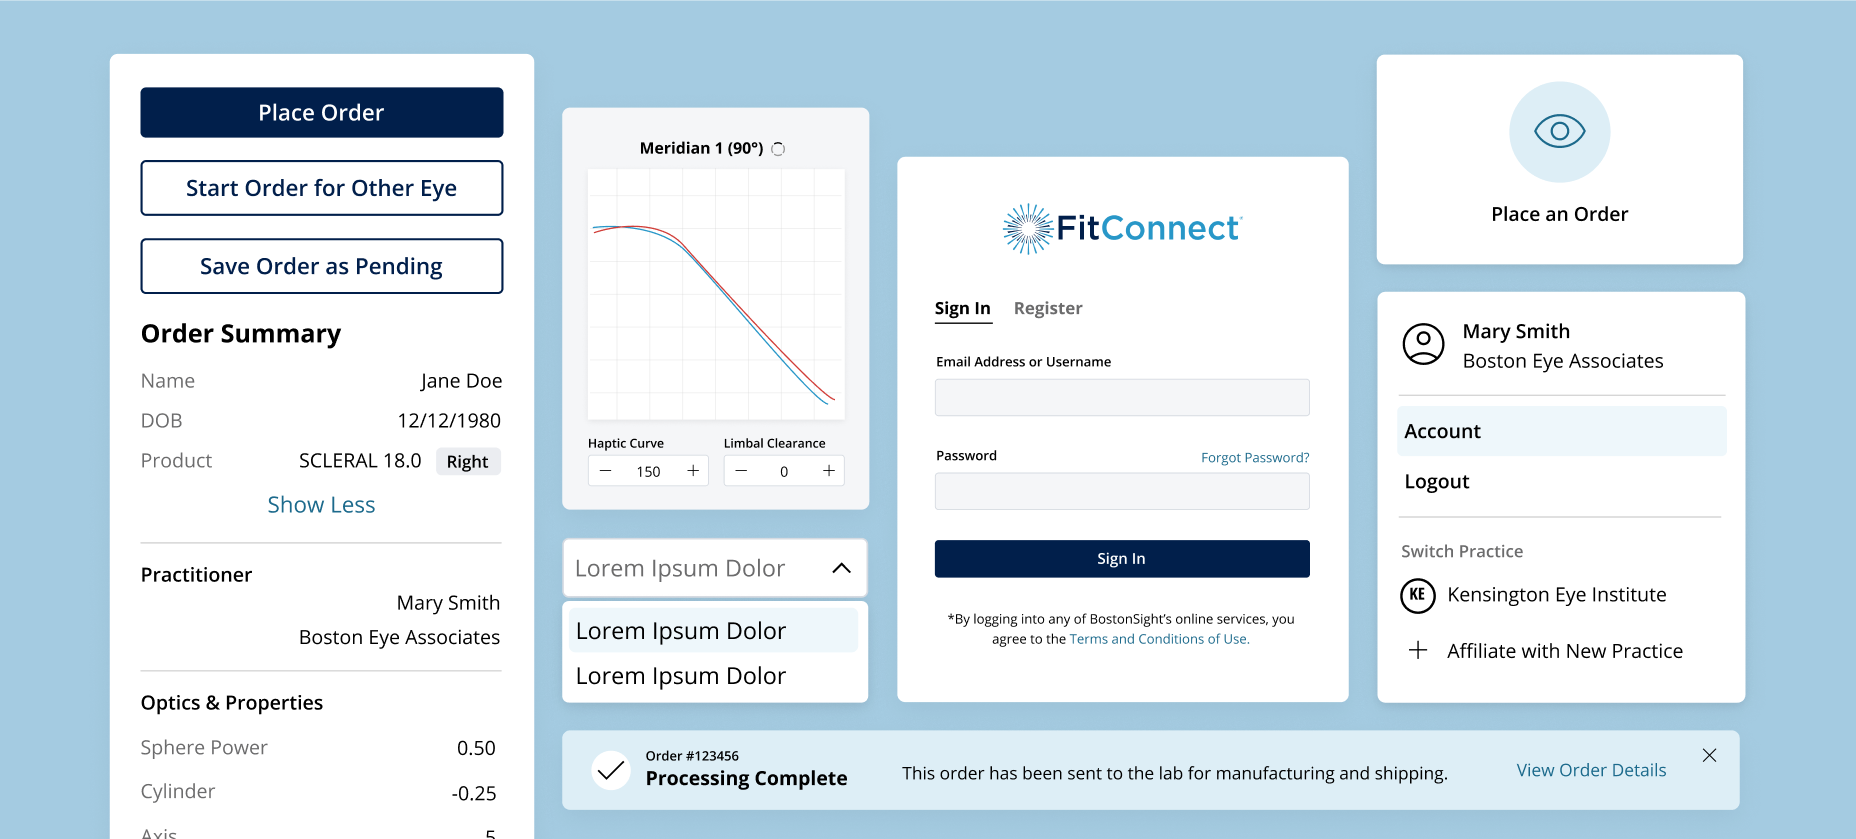 Place Order
Start Order for Other Eye
Save Order as Pending
Order Summary
Name Jane Doe
DOB 12/12/1980
Product SCLERAL 18.0 Right
Show Less
Practitioner
Mary Smith
Boston Eye Associates
Optics & Properties
Sphere Power 0.50
Cylinder -0.25
Axis 5
Meridian 1 (90°)
Haptic Curve Limbal Clearance
− 150 + − 0 +
Lorem Ipsum Dolor
Lorem Ipsum Dolor
Lorem Ipsum Dolor
FitConnect
Sign In Register
Email Address or Username
Password Forgot Password?
Sign In
*By logging into any of BostonSight's online services, you
agree to the Terms and Conditions of Use.
Place an Order
Mary Smith
Boston Eye Associates
Account
Logout
Switch Practice
KE Kensington Eye Institute
+ Affiliate with New Practice
Order #123456
Processing Complete
This order has been sent to the lab for manufacturing and shipping.
View Order Details